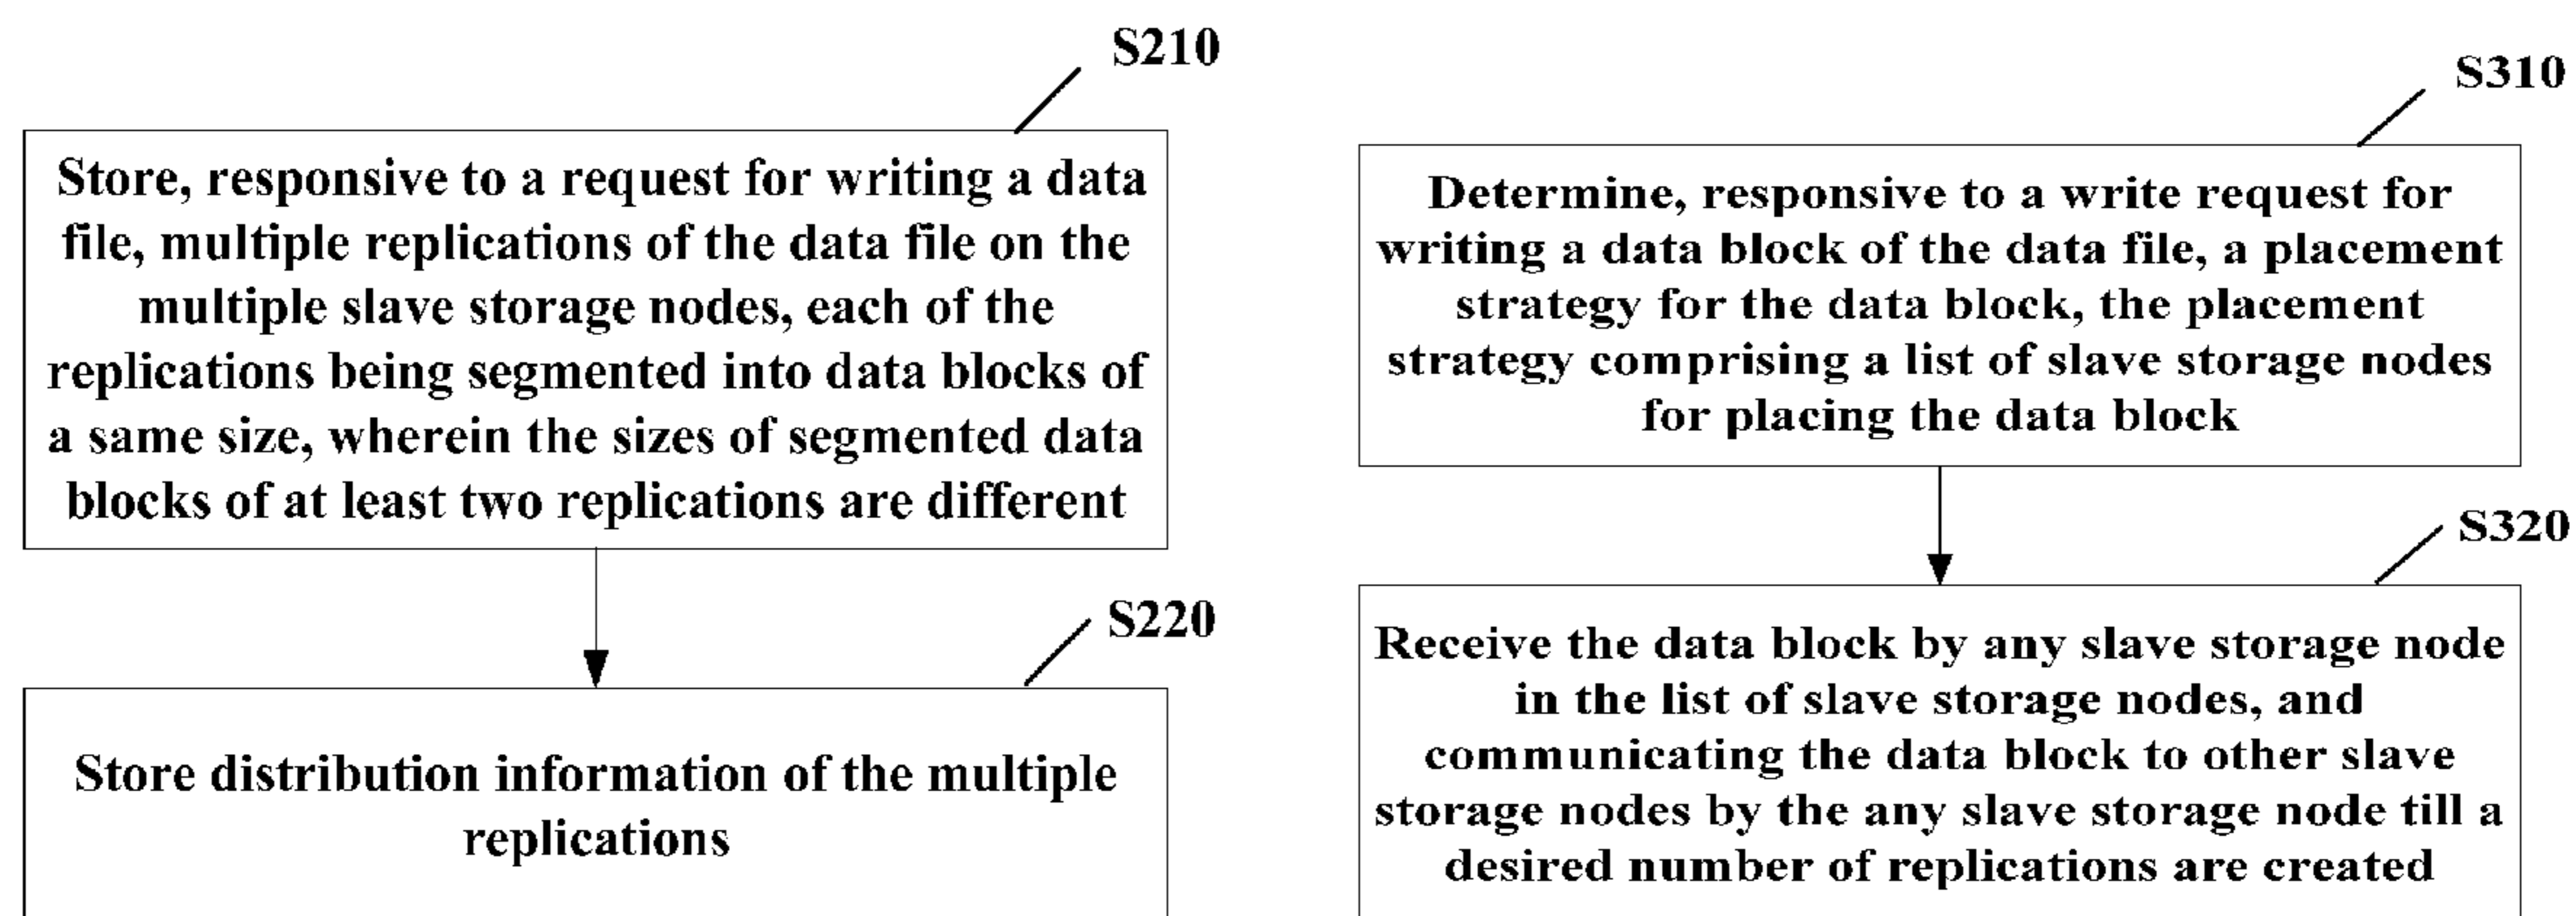 S210
Store, responsive to a request for writing a data
file, multiple replications of the data file on the
multiple slave storage nodes, each of the
replications being segmented into data blocks of
a same size, wherein the sizes of segmented data
blocks of at least two replications are different
S220
Store distribution information of the multiple
replications
S310
Determine, responsive to a write request for
writing a data block of the data file, a placement
strategy for the data block, the placement
strategy comprising a list of slave storage nodes
for placing the data block
S320
Receive the data block by any slave storage node
in the list of slave storage nodes, and
communicating the data block to other slave
storage nodes by the any slave storage node till a
desired number of replications are created